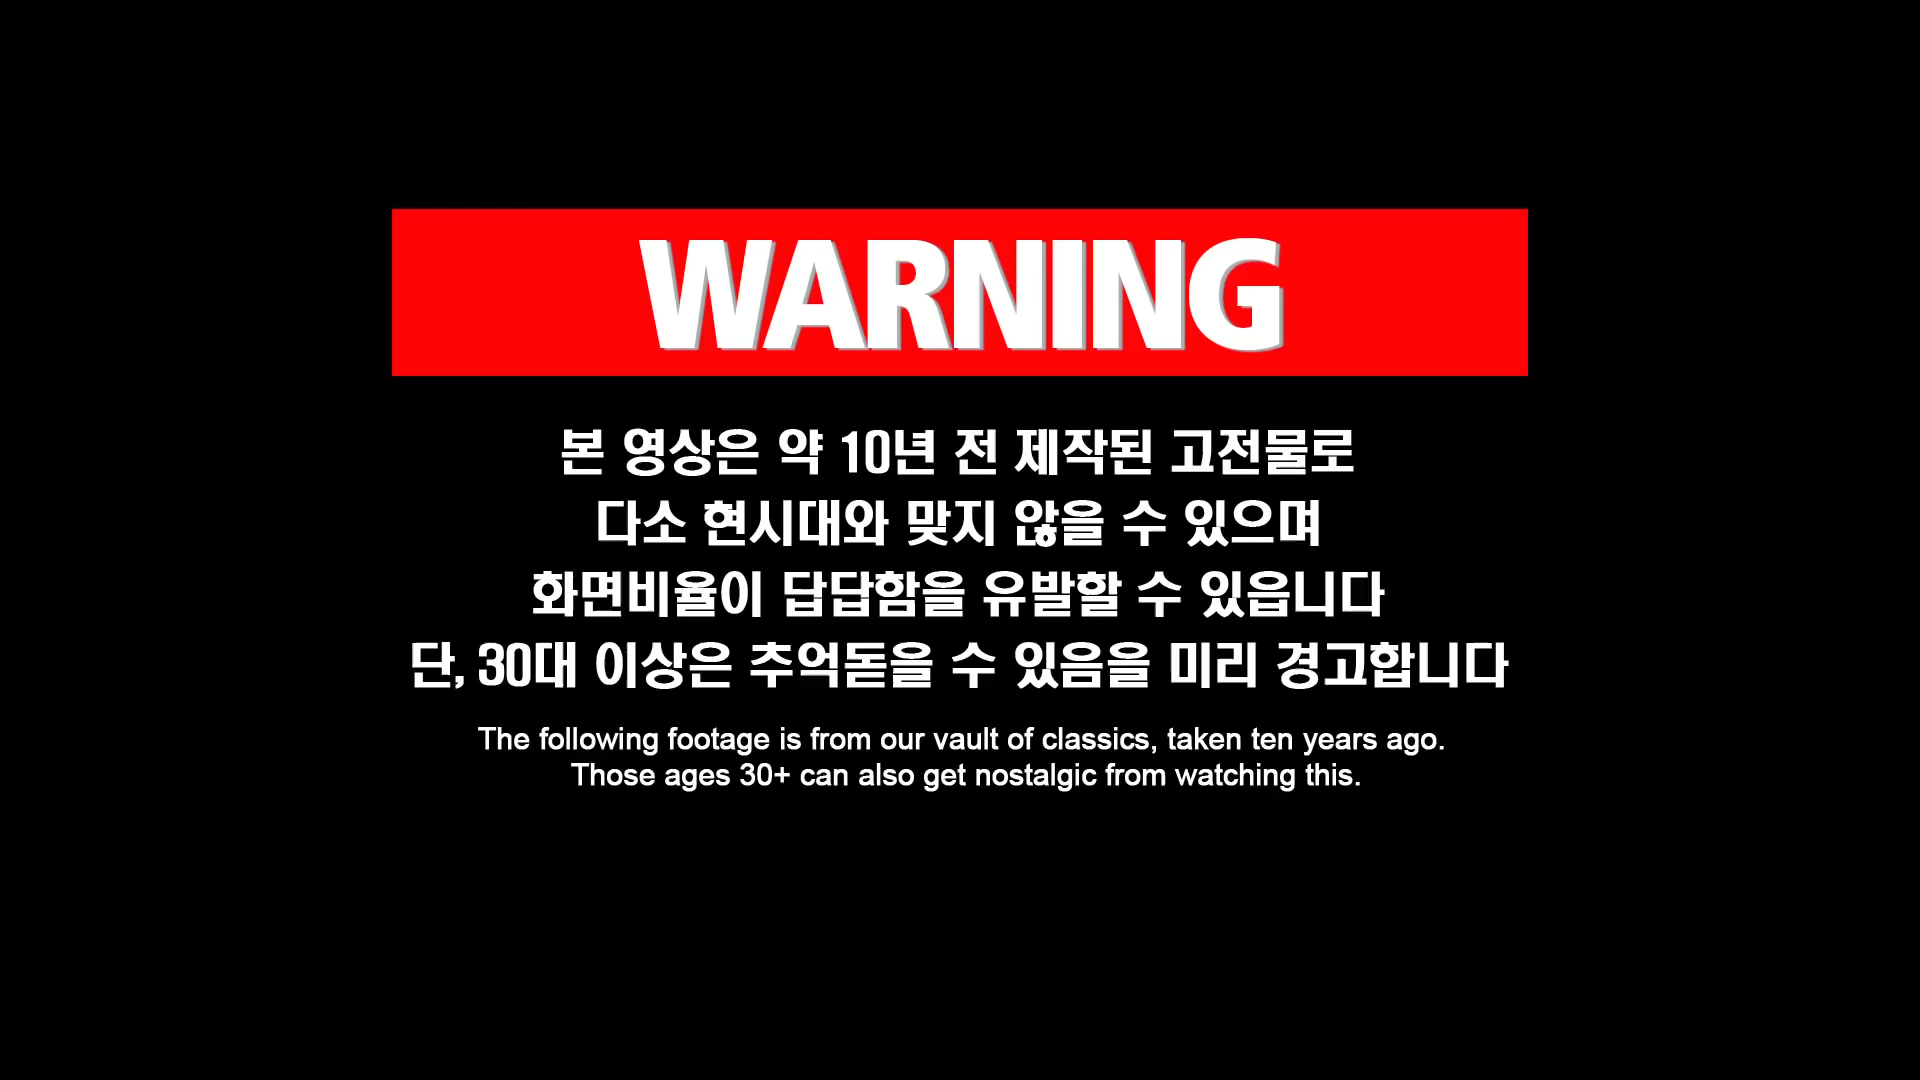 WARNING
본 영상은 약 10년 전 제작된 고전물로
다소 현시대와 맞지 않을 수 있으며
화면비율이 답답함을 유발할 수 있읍니다
단, 30대 이상은 추억돋을 수 있음을 미리 경고합니다
The following footage is from our vault of classics, taken ten years ago.
Those ages 30+ can also get nostalgic from watching this.